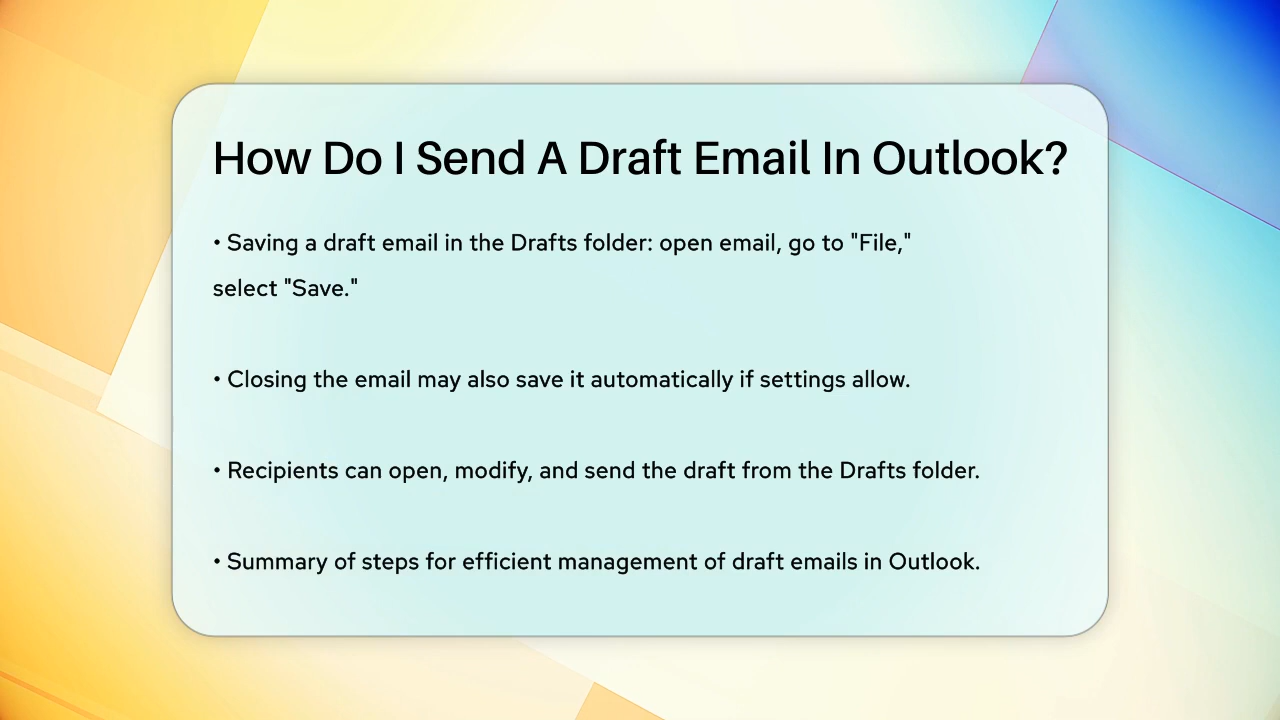 How Do I Send A Draft Email In Outlook?
• Saving a draft email in the Drafts folder: open email, go to "File,"
select "Save."
• Closing the email may also save it automatically if settings allow.
• Recipients can open, modify, and send the draft from the Drafts folder.
• Summary of steps for efficient management of draft emails in Outlook.